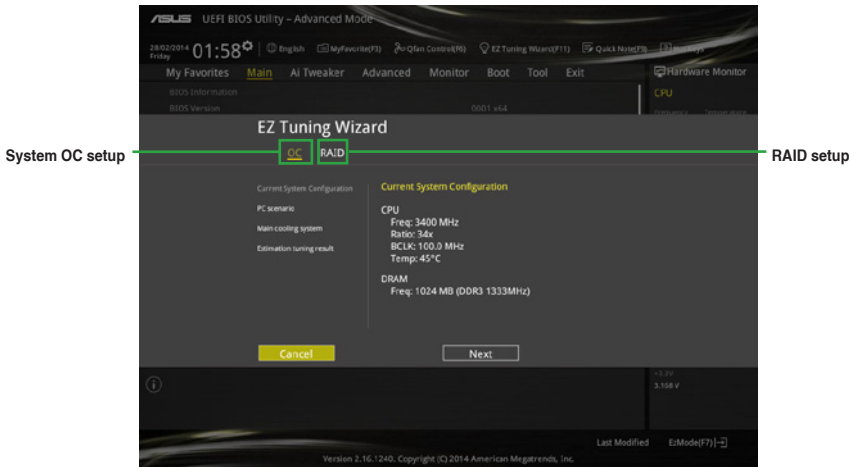 ASUS UEFI BIOS Utility – Advanced Mode
28/02/2014
Friday
01:58
English
MyFavorite(F3)
Qfan Control(F6)
EZ Tuning Wizard(F11)
Quick Note(F9)
My Favorites Main Ai Tweaker Advanced Monitor Boot Tool Exit
Hardware Monitor
BIOS Information
CPU
BIOS Version 0001 x64
Frequency Temperature
EZ Tuning Wizard
System OC setup
OC RAID
RAID setup
Current System Configuration
PC scenario
Main cooling system
Estimation tuning result
Current System Configuration
CPU
Freq: 3400 MHz
Ratio: 34x
BCLK: 100.0 MHz
Temp: 45°C
DRAM
Freq: 1024 MB (DDR3 1333MHz)
Cancel Next
+3.3V
3.168 V
Last Modified EzMode(F7)
Version 2.16.1240. Copyright (C) 2014 American Megatrends, Inc.